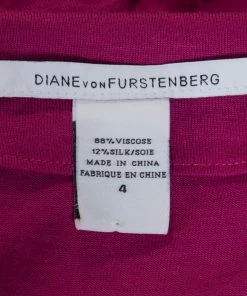 DIANE VON FURSTENBERG
88% VISCOSE
12% SILK/SOIE
MADE IN CHINA
FABRIQUE EN CHINE
4